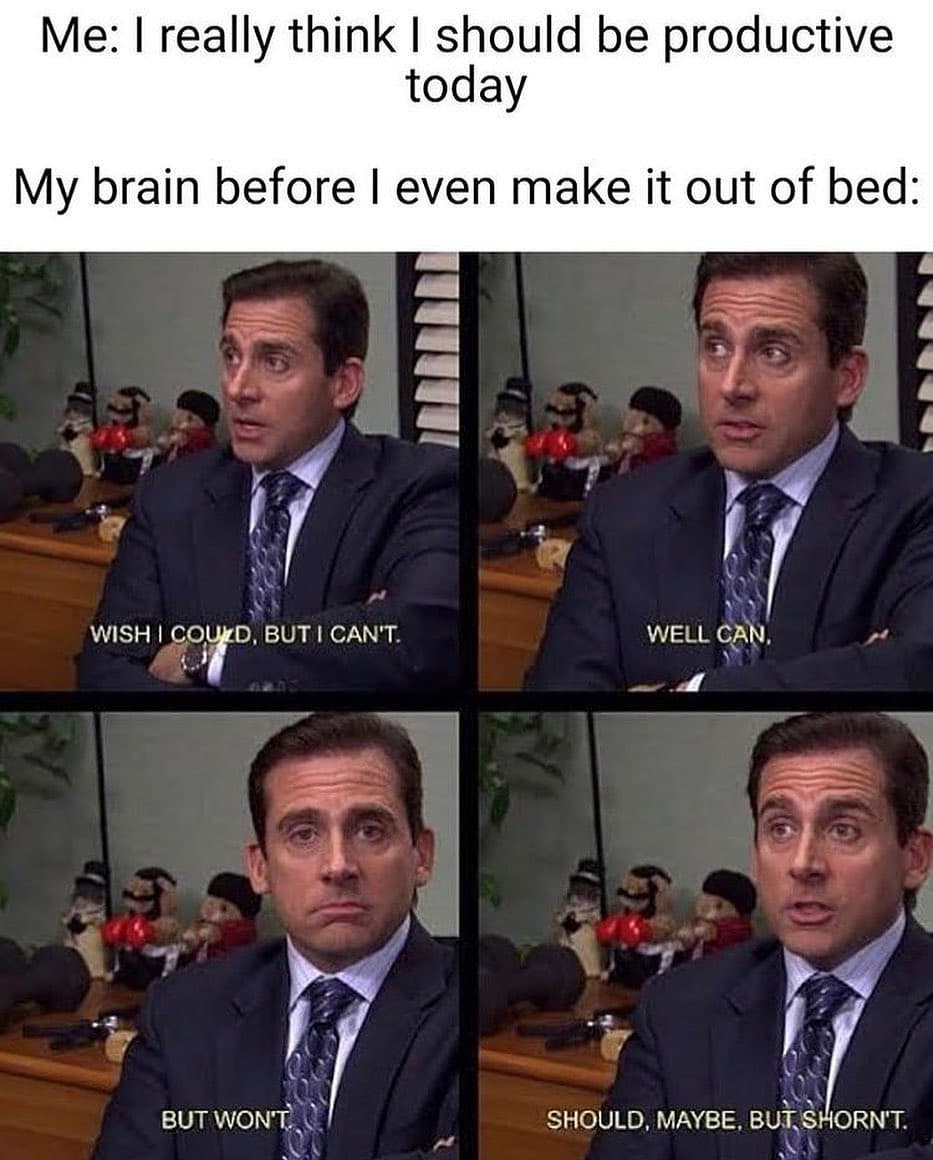 Me: I really think I should be productive
today
My brain before I even make it out of bed:
WISH I COULD, BUT I CAN'T.
WELL CAN,
BUT WON'T.
SHOULD, MAYBE, BUT SHORN'T.